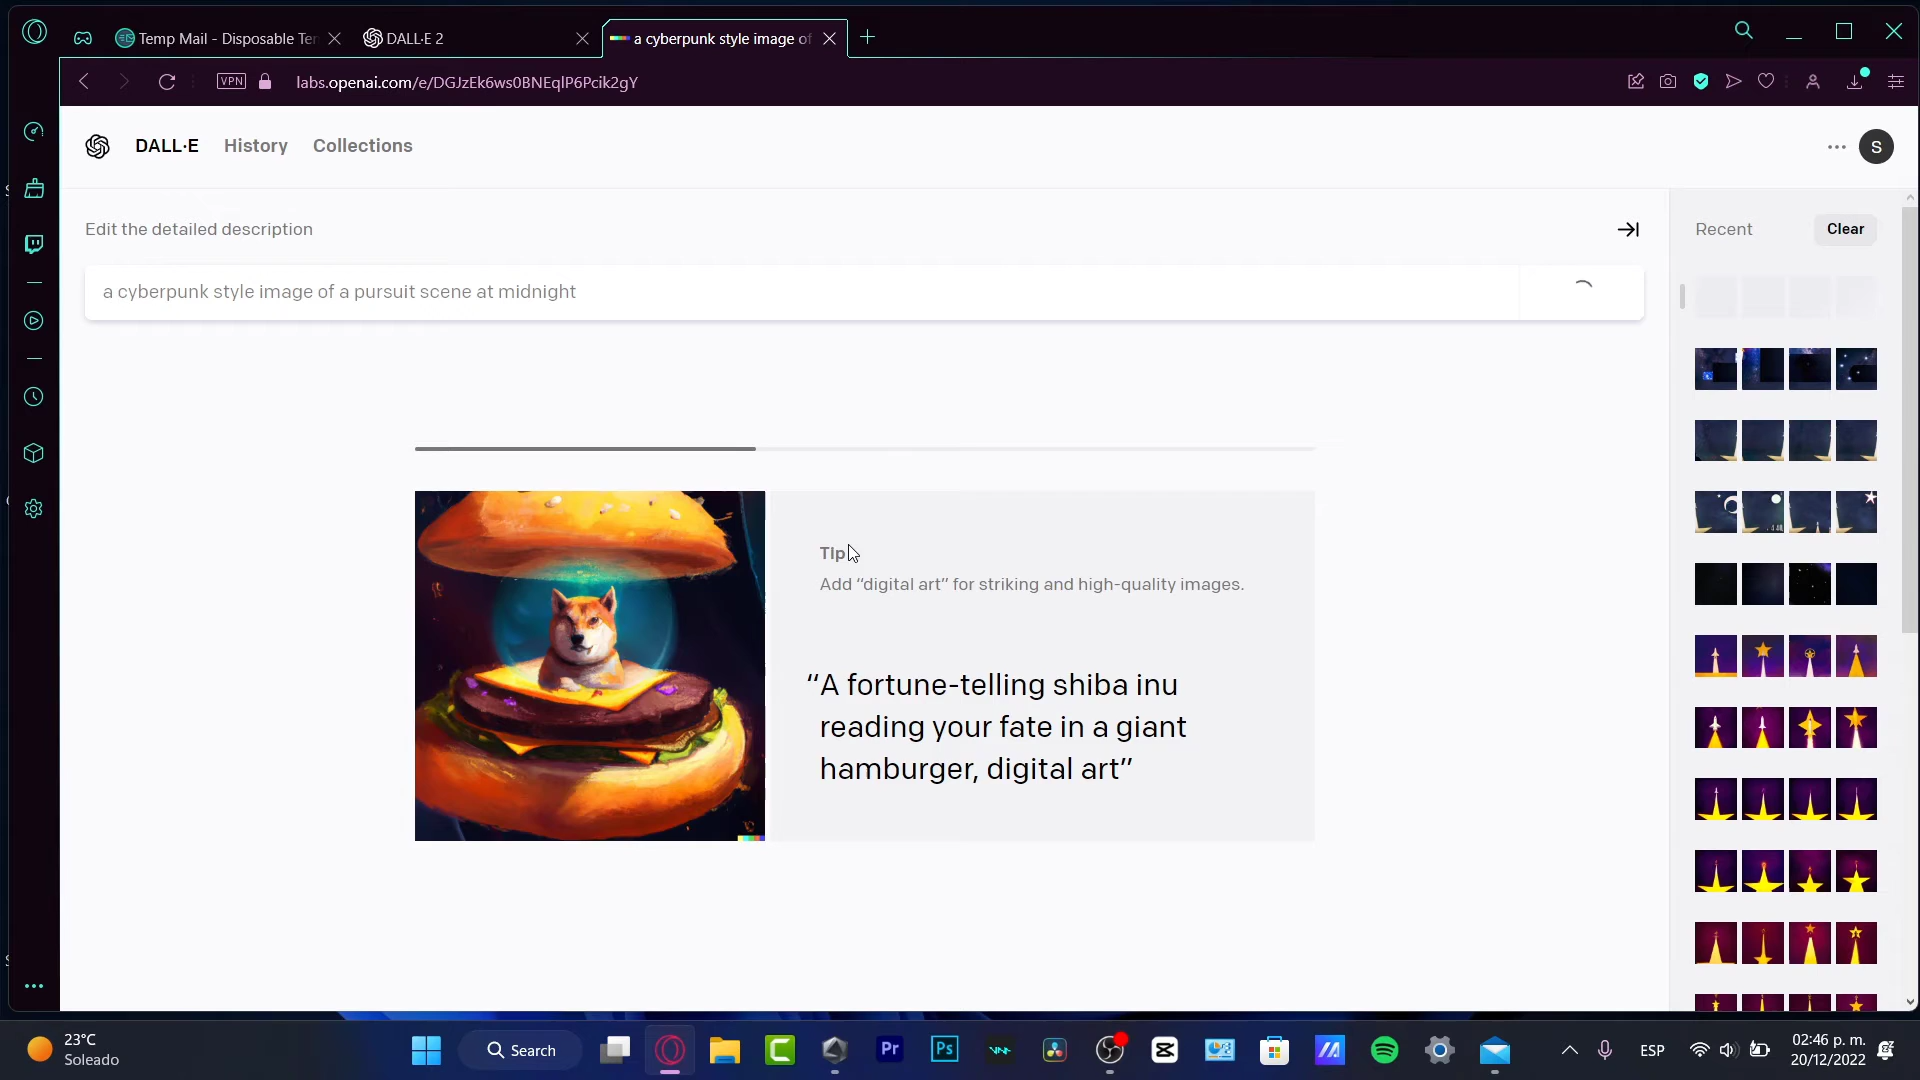 Temp Mail - Disposable Ten
DALL·E 2
a cyberpunk style image of
VPN
labs.openai.com/e/DGJzEk6ws0BNEqlP6Pcik2gY
DALL·E
History
Collections
S
Edit the detailed description
Recent
Clear
a cyberpunk style image of a pursuit scene at midnight
Tip
Add “digital art” for striking and high-quality images.
“A fortune-telling shiba inu
reading your fate in a giant
hamburger, digital art”
23°C
Soleado
Search
Pr
Ps
ESP
02:46 p. m.
20/12/2022